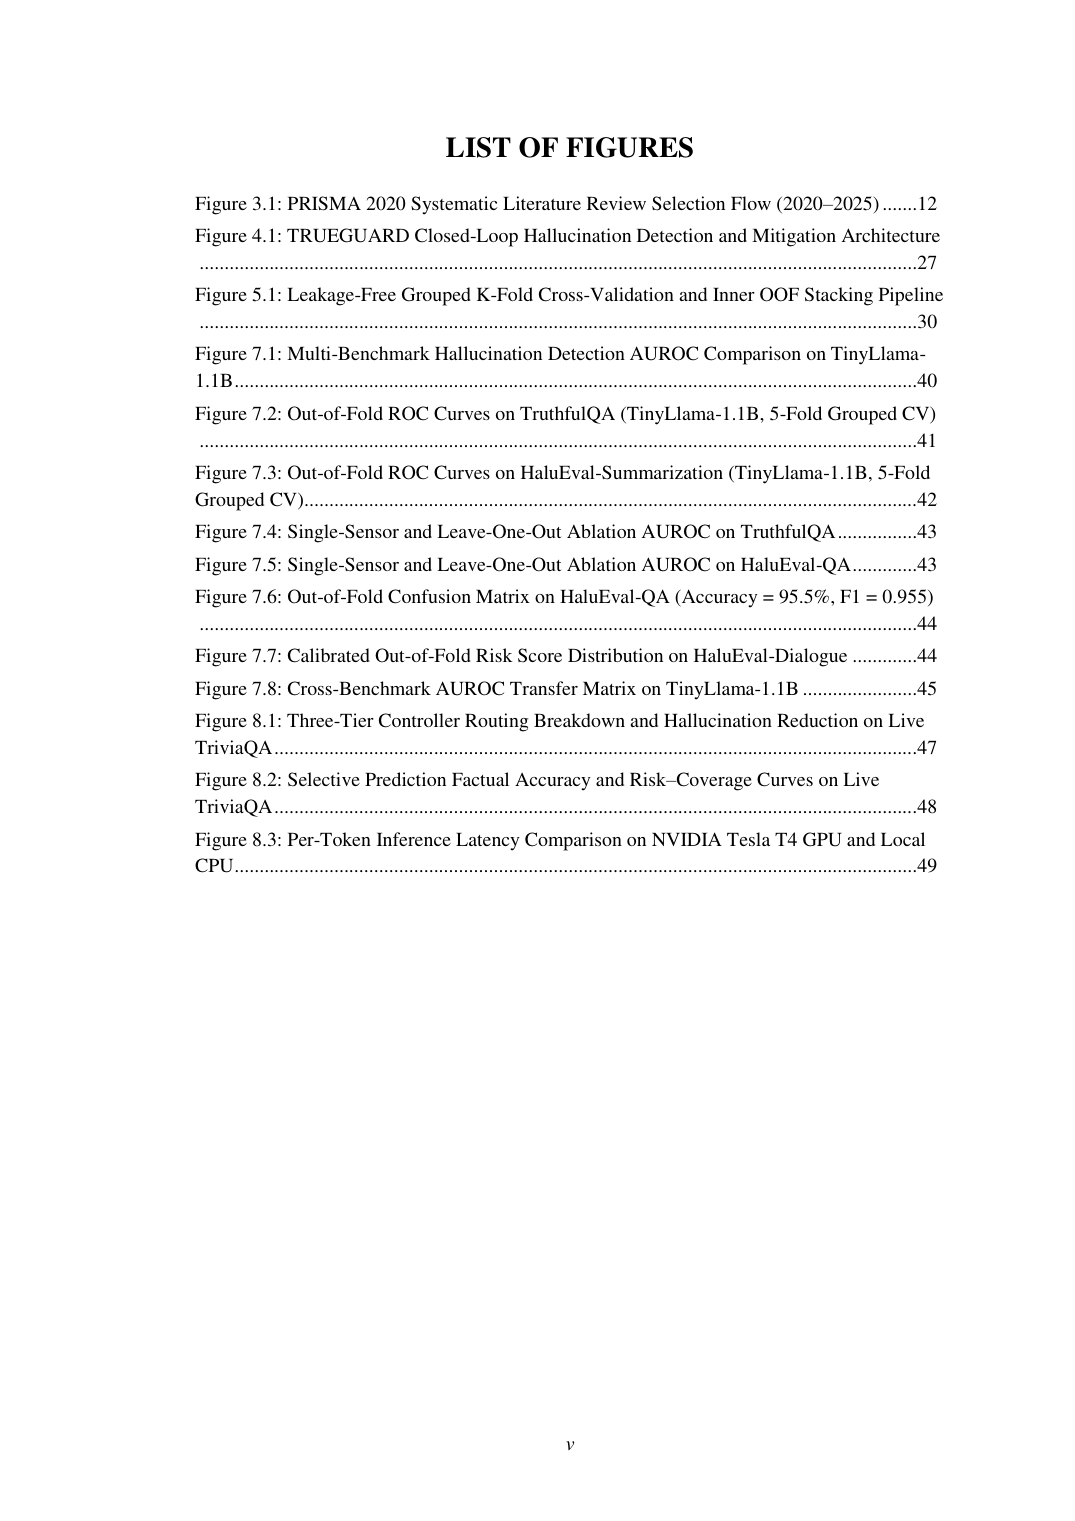 LIST OF FIGURES
Figure 3.1: PRISMA 2020 Systematic Literature Review Selection Flow (2020–2025).......12
Figure 4.1: TRUEGUARD Closed-Loop Hallucination Detection and Mitigation Architecture
................................................................................................................................................27
Figure 5.1: Leakage-Free Grouped K-Fold Cross-Validation and Inner OOF Stacking Pipeline
................................................................................................................................................30
Figure 7.1: Multi-Benchmark Hallucination Detection AUROC Comparison on TinyLlama-
1.1B.........................................................................................................................................40
Figure 7.2: Out-of-Fold ROC Curves on TruthfulQA (TinyLlama-1.1B, 5-Fold Grouped CV)
................................................................................................................................................41
Figure 7.3: Out-of-Fold ROC Curves on HaluEval-Summarization (TinyLlama-1.1B, 5-Fold
Grouped CV)...........................................................................................................................42
Figure 7.4: Single-Sensor and Leave-One-Out Ablation AUROC on TruthfulQA................43
Figure 7.5: Single-Sensor and Leave-One-Out Ablation AUROC on HaluEval-QA.............43
Figure 7.6: Out-of-Fold Confusion Matrix on HaluEval-QA (Accuracy = 95.5%, F1 = 0.955)
................................................................................................................................................44
Figure 7.7: Calibrated Out-of-Fold Risk Score Distribution on HaluEval-Dialogue .............44
Figure 7.8: Cross-Benchmark AUROC Transfer Matrix on TinyLlama-1.1B .......................45
Figure 8.1: Three-Tier Controller Routing Breakdown and Hallucination Reduction on Live
TriviaQA.................................................................................................................................47
Figure 8.2: Selective Prediction Factual Accuracy and Risk–Coverage Curves on Live
TriviaQA.................................................................................................................................48
Figure 8.3: Per-Token Inference Latency Comparison on NVIDIA Tesla T4 GPU and Local
CPU.........................................................................................................................................49
v